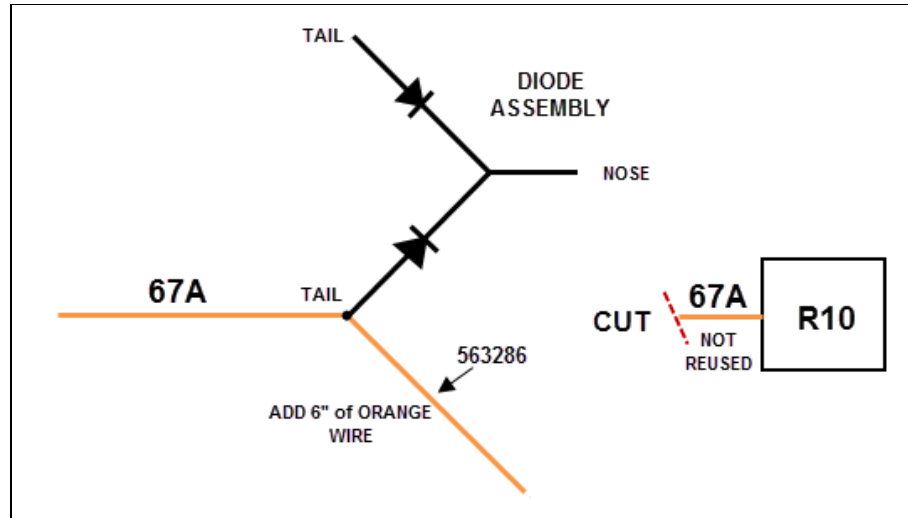 TAIL
DIODE
ASSEMBLY
NOSE
67A
TAIL
563286
ADD 6" of ORANGE
WIRE
CUT
67A
NOT
REUSED
R10